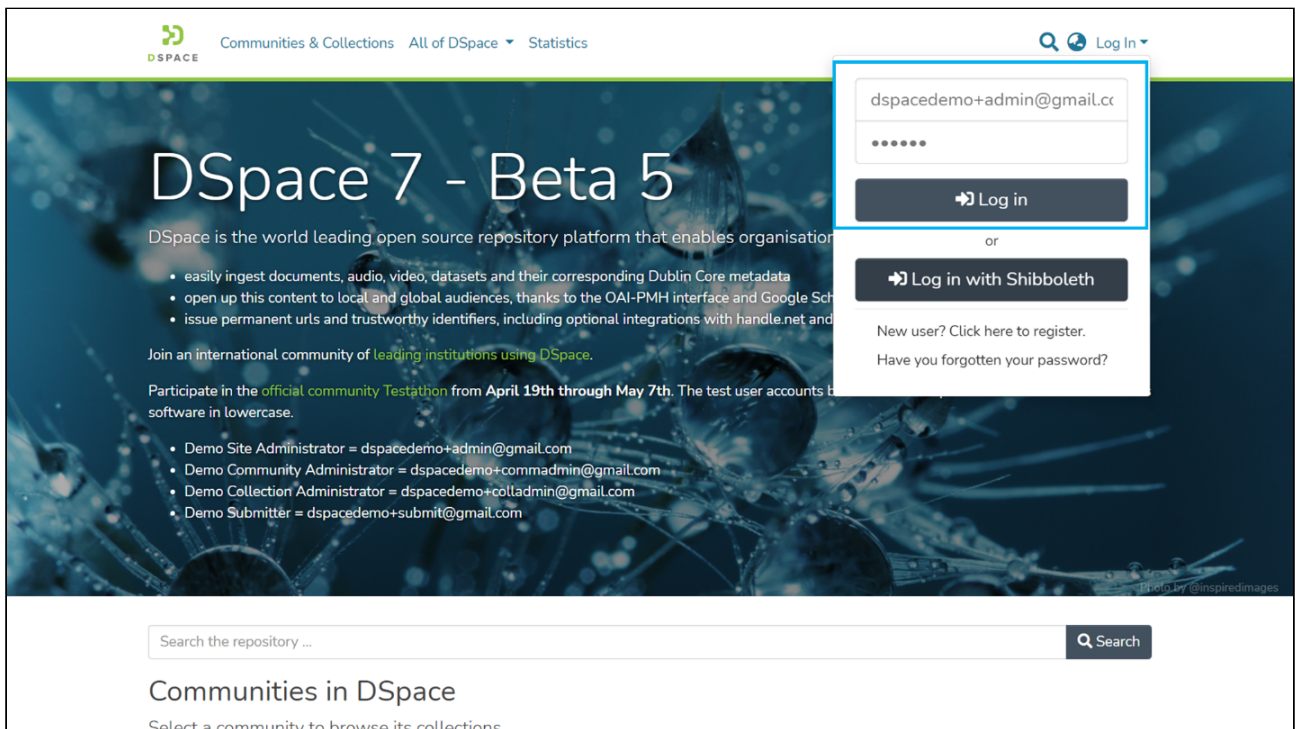 DSPACE
Communities & Collections All of DSpace Statistics
Log In
dspacedemo+admin@gmail.cc
••••••
Log in
or
Log in with Shibboleth
New user? Click here to register.
Have you forgotten your password?
DSpace 7 - Beta 5
DSpace is the world leading open source repository platform that enables organisation
• easily ingest documents, audio, video, datasets and their corresponding Dublin Core metadata
• open up this content to local and global audiences, thanks to the OAI-PMH interface and Google Sch
• issue permanent urls and trustworthy identifiers, including optional integrations with handle.net and
Join an international community of leading institutions using DSpace.
Participate in the official community Testathon from April 19th through May 7th. The test user accounts b
software in lowercase.
• Demo Site Administrator = dspacedemo+admin@gmail.com
• Demo Community Administrator = dspacedemo+commadmin@gmail.com
• Demo Collection Administrator = dspacedemo+colladmin@gmail.com
• Demo Submitter = dspacedemo+submit@gmail.com
Photo by @inspiredimages
Search the repository ...
Search
Communities in DSpace
Select a community to browse its collections.